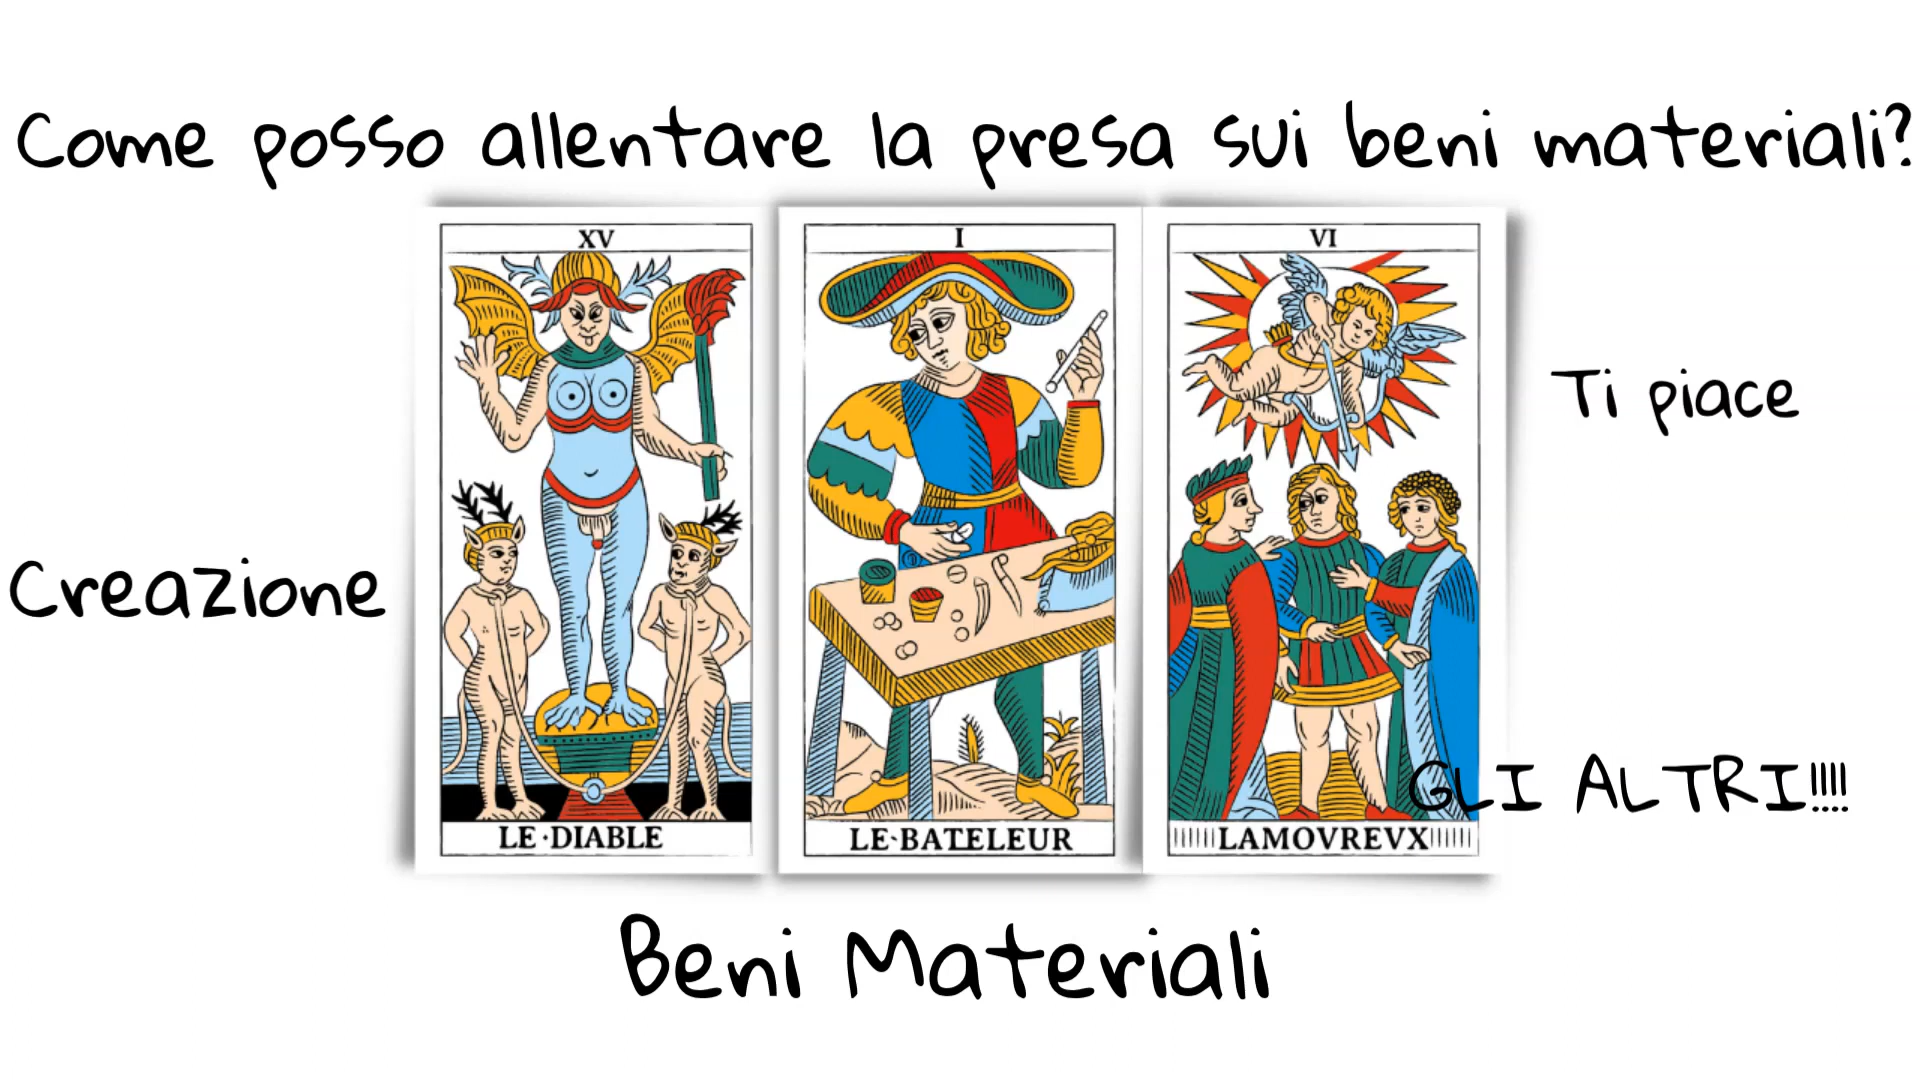 Come posso allentare la presa sui beni materiali?
XV
I
VI
Ti piace
Creazione
GLI ALTRI!!!!
LE·DIABLE
LE·BATELEUR
LAMOVREVX
Beni Materiali